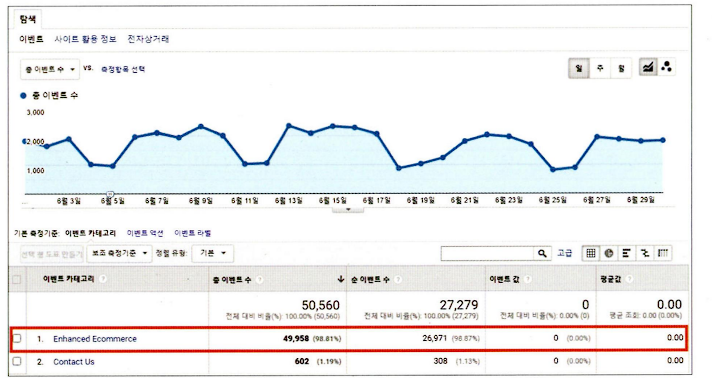 탐색
이벤트 사이트 활용 정보 전자상거래
총 이벤트 수 VS. 측정항목 선택
일 주 월
총 이벤트 수
3,000
2,000
1,000
... 6월 3일 6월 5일 6월 7일 6월 9일 6월 11일 6월 13일 6월 15일 6월 17일 6월 19일 6월 21일 6월 23일 6월 25일 6월 27일 6월 29일
기본 측정기준: 이벤트 카테고리 이벤트 액션 이벤트 라벨
선택 행 도표 만들기 보조 측정기준 정렬 유형: 기본 고급
이벤트 카테고리 ? 총 이벤트 수 ? 순 이벤트 수 ? 이벤트 값 ? 평균값 ?
50,560 27,279 0 0.00
전체 대비 비율(%): 100.00% (50,560) 전체 대비 비율(%): 100.00% (27,279) 전체 대비 비율(%): 0.00% (0) 평균 조회: 0.00 (0.00%)
1. Enhanced Ecommerce 49,958 (98.81%) 26,971 (98.87%) 0 (0.00%) 0.00
2. Contact Us 602 (1.19%) 308 (1.13%) 0 (0.00%) 0.00